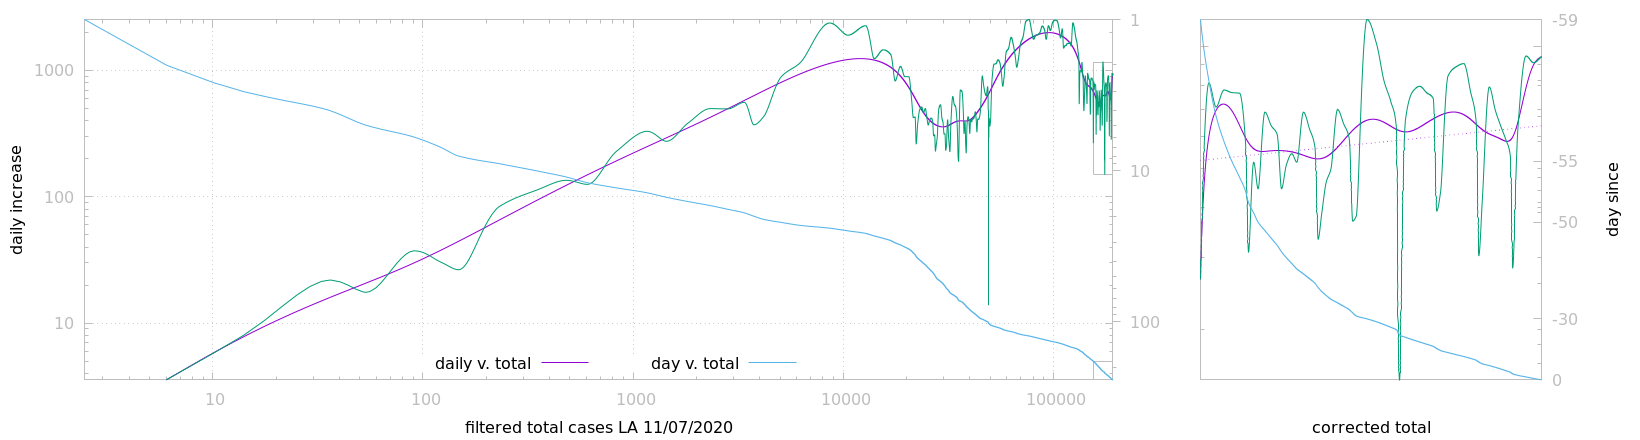 daily increase
1000
100
10
daily v. total
day v. total
10
100
1000
10000
100000
filtered total cases LA 11/07/2020
1
10
100
-59
-55
-50
-30
0
day since
corrected total